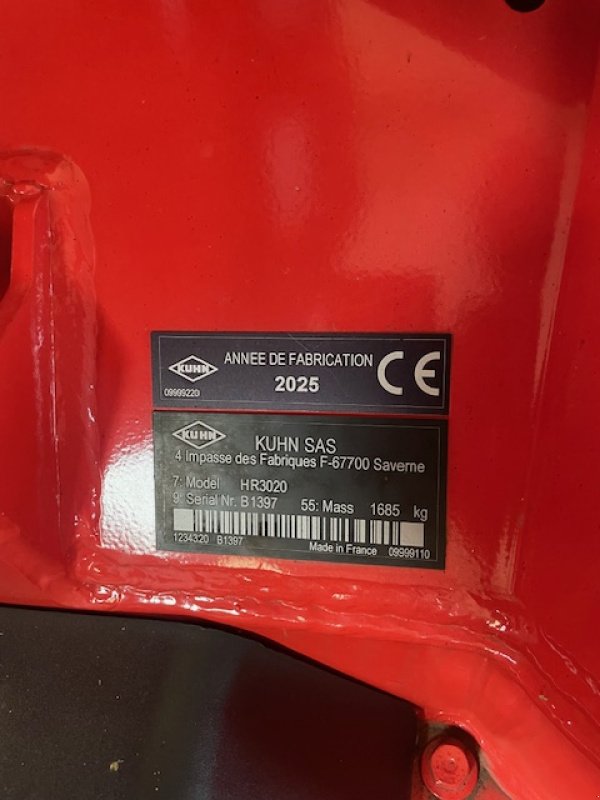 KUHN
ANNEE DE FABRICATION
2025
CE
09999220
KUHN
KUHN SAS
4 Impasse des Fabriques F-67700 Saverne
7: Model HR3020
9: Serial Nr. B1397 55: Mass 1685 kg
1234320 B1397 Made in France 09999110